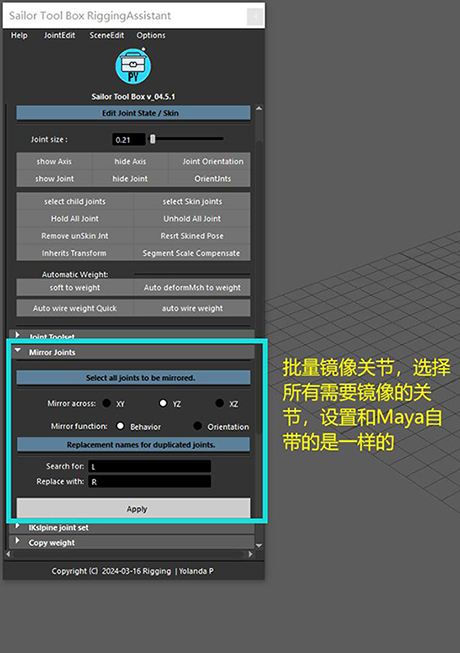 Sailor Tool Box RiggingAssistant
Help JointEdit SceneEdit Options
PY
Sailor Tool Box v_04.5.1
Edit Joint State / Skin
Joint size : 0.21
show Axis hide Axis Joint Orientation
show Joint hide Joint OrientJnts
select child joints select Skin joints
Hold All Joint Unhold All Joint
Remove unSkin Jnt Resrt Skined Pose
Inherits Transform Segment Scale Compensate
Automatic Weight:
soft to weight Auto deformMsh to weight
Auto wire weight Quick auto wire weight
Joint Toolset
Mirror Joints
Select all joints to be mirrored.
Mirror across: XY YZ XZ
Mirror function: Behavior Orientation
Replacement names for duplicated joints.
Search for: L
Replace with: R
Apply
IKslpine joint set
Copy weight
Copyright (C) 2024-03-16 Rigging | Yolanda P
批量镜像关节，选择
所有需要镜像的关
节，设置和Maya自
带的是一样的